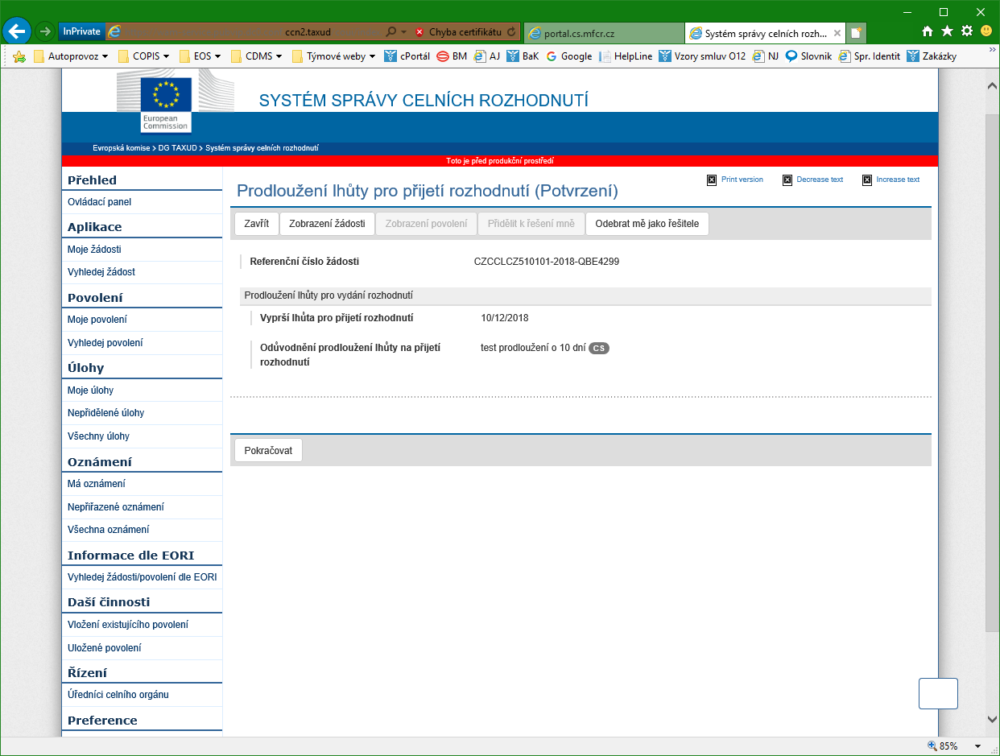 InPrivate ccn2.taxud Chyba certifikátu portal.cs.mfcr.cz Systém správy celních rozh...
Autoprovoz COPIS EOS CDMS Týmové weby cPortál BM AJ BaK Google HelpLine Vzory smluv O12 NJ Slovnik Spr. Identit Zakázky
European
Commission
SYSTÉM SPRÁVY CELNÍCH ROZHODNUTÍ
Evropská komise > DG TAXUD > Systém správy celních rozhodnutí
Toto je před produkční prostředí
Přehled
Ovládací panel
Aplikace
Moje žádosti
Vyhledej žádost
Povolení
Moje povolení
Vyhledej povolení
Úlohy
Moje úlohy
Nepřidělené úlohy
Všechny úlohy
Oznámení
Má oznámení
Nepřiřazené oznámení
Všechna oznámení
Informace dle EORI
Vyhledej žádosti/povolení dle EORI
Daší činnosti
Vložení existujícího povolení
Uložené povolení
Řízení
Úředníci celního orgánu
Preference
Print version Decrease text Increase text
Prodloužení lhůty pro přijetí rozhodnutí (Potvrzení)
Zavřít Zobrazení žádosti Zobrazení povolení Přidělit k řešení mně Odebrat mě jako řešitele
Referenční číslo žádosti CZCCLCZ510101-2018-QBE4299
Prodloužení lhůty pro vydání rozhodnutí
Vyprší lhůta pro přijetí rozhodnutí 10/12/2018
Odůvodnění prodloužení lhůty na přijetí test prodloužení o 10 dní CS
rozhodnutí
Pokračovat
85%